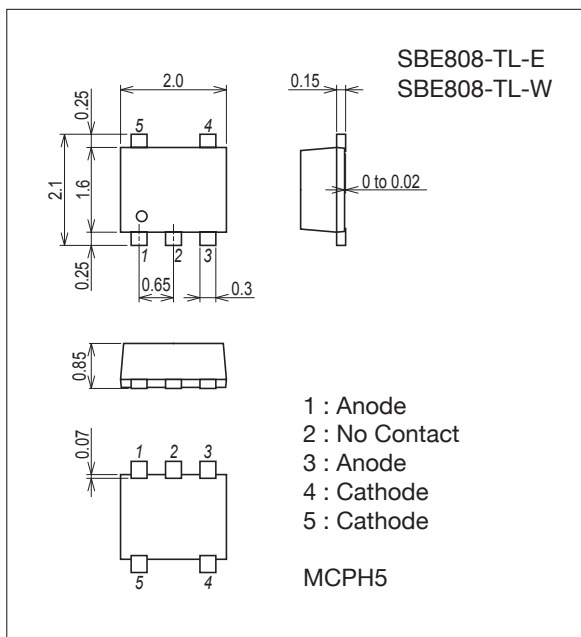 SBE808-TL-E
SBE808-TL-W
2.0
0.15
0.25
5
4
2.1
1.6
0 to 0.02
0.25
1
2
3
0.65
0.3
0.85
1 : Anode
2 : No Contact
3 : Anode
4 : Cathode
5 : Cathode
0.07
1
2
3
5
4
MCPH5